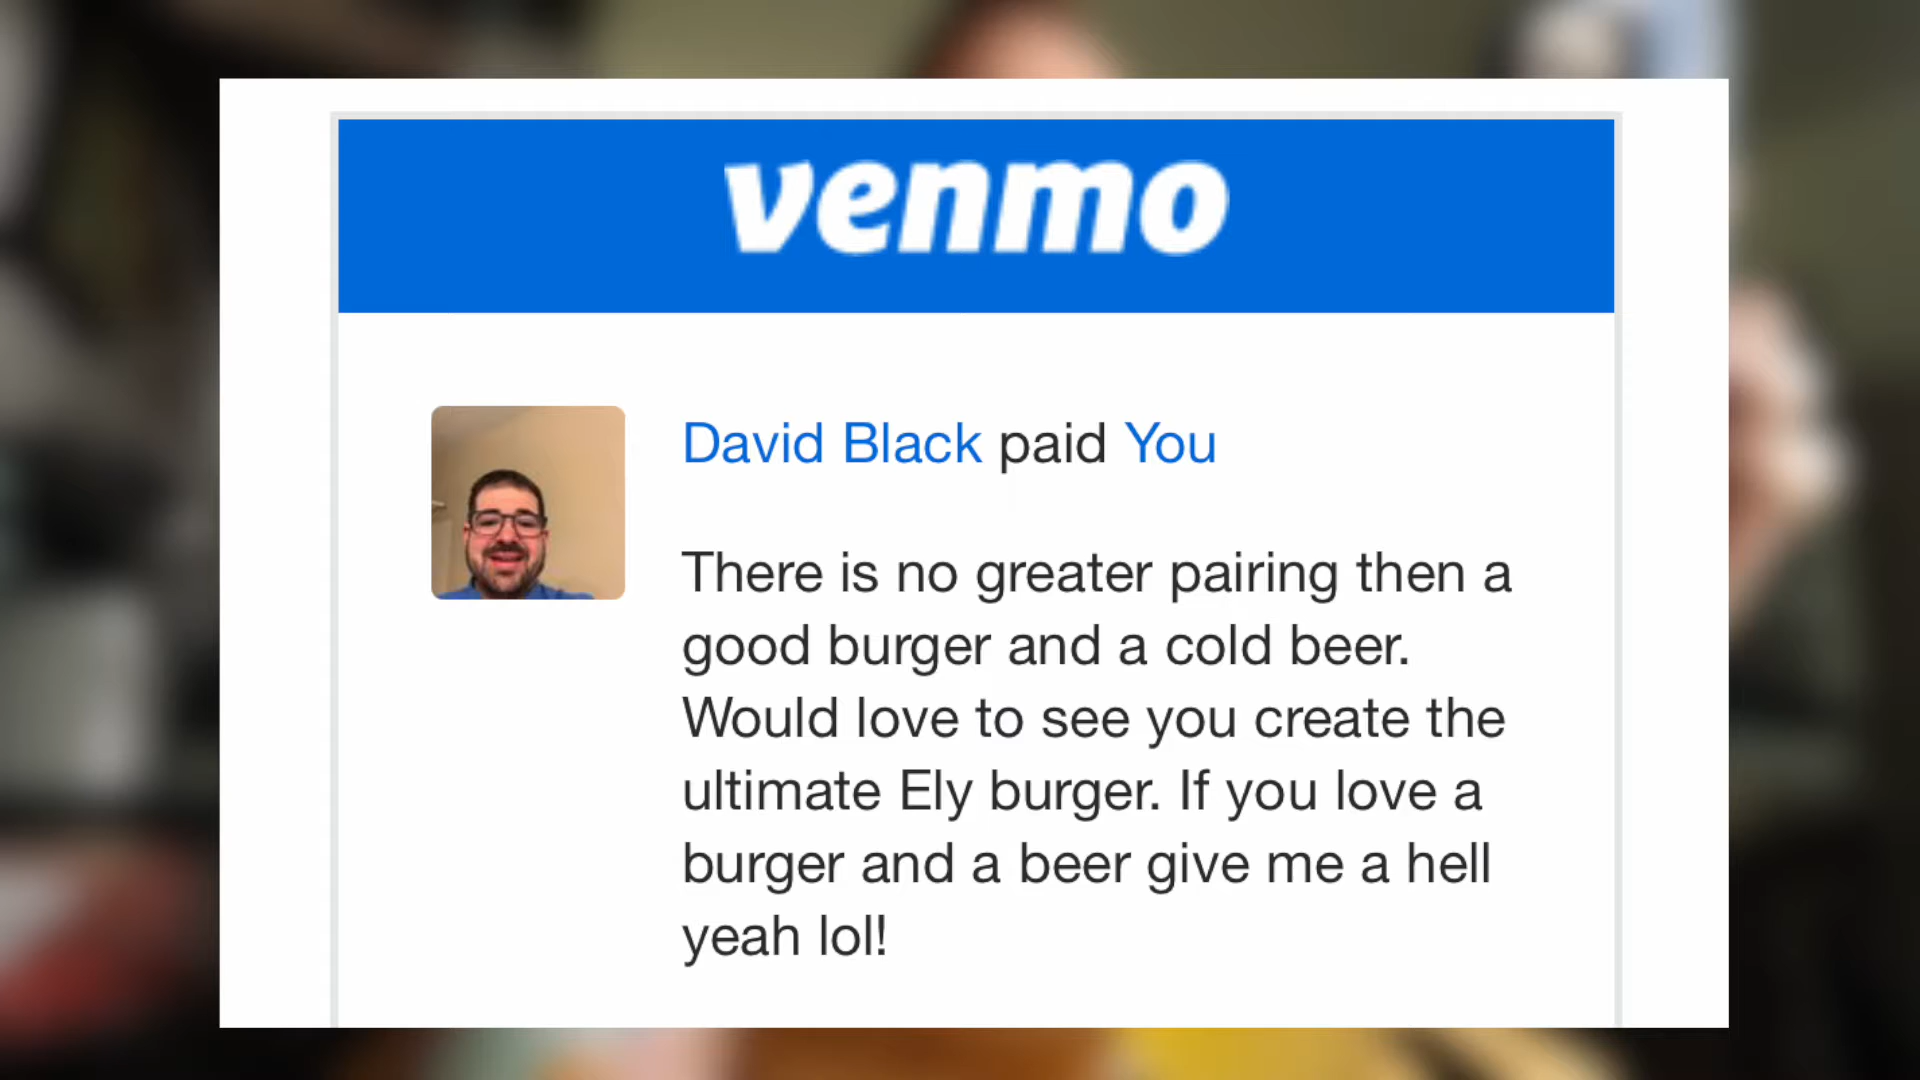 venmo
David Black paid You
There is no greater pairing then a
good burger and a cold beer.
Would love to see you create the
ultimate Ely burger. If you love a
burger and a beer give me a hell
yeah lol!